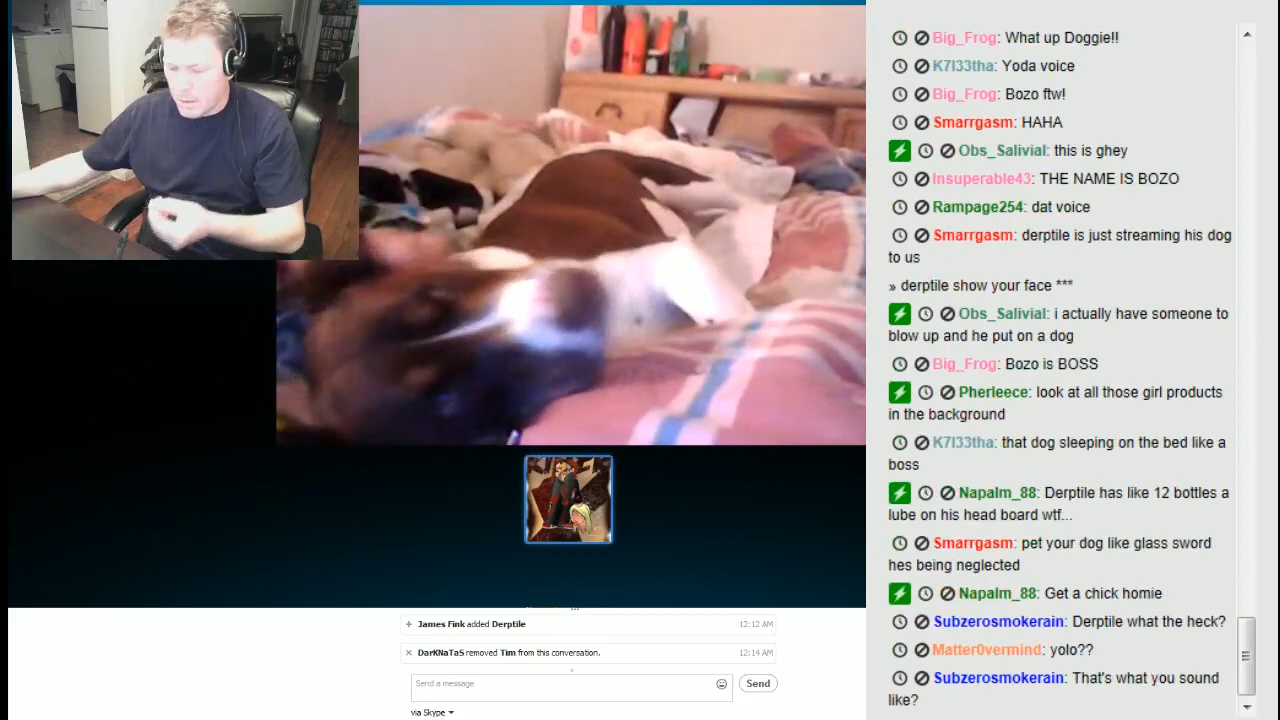 Big_Frog: What up Doggie!!
K7l33tha: Yoda voice
Big_Frog: Bozo ftw!
Smarrgasm: HAHA
Obs_Salivial: this is ghey
Insuperable43: THE NAME IS BOZO
Rampage254: dat voice
Smarrgasm: derptile is just streaming his dog
to us
» derptile show your face ***
Obs_Salivial: i actually have someone to
blow up and he put on a dog
Big_Frog: Bozo is BOSS
Pherleece: look at all those girl products
in the background
K7l33tha: that dog sleeping on the bed like a
boss
Napalm_88: Derptile has like 12 bottles a
lube on his head board wtf...
Smarrgasm: pet your dog like glass sword
hes being neglected
Napalm_88: Get a chick homie
Subzerosmokerain: Derptile what the heck?
Matter0vermind: yolo??
Subzerosmokerain: That's what you sound
like?
James Fink added Derptile 12:12 AM
DarKNaTaS removed Tim from this conversation. 12:14 AM
Send a message
Send
via Skype